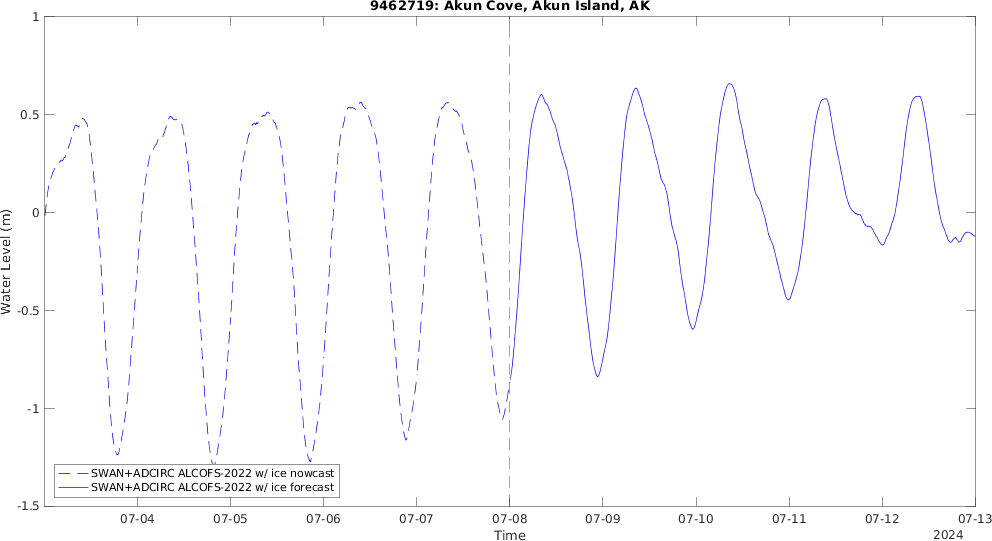 9462719: Akun Cove, Akun Island, AK
1
0.5
0
-0.5
-1
-1.5
Water Level (m)
SWAN+ADCIRC ALCOFS-2022 w/ ice nowcast
SWAN+ADCIRC ALCOFS-2022 w/ ice forecast
07-04 07-05 07-06 07-07 07-08 07-09 07-10 07-11 07-12 07-13
Time
2024